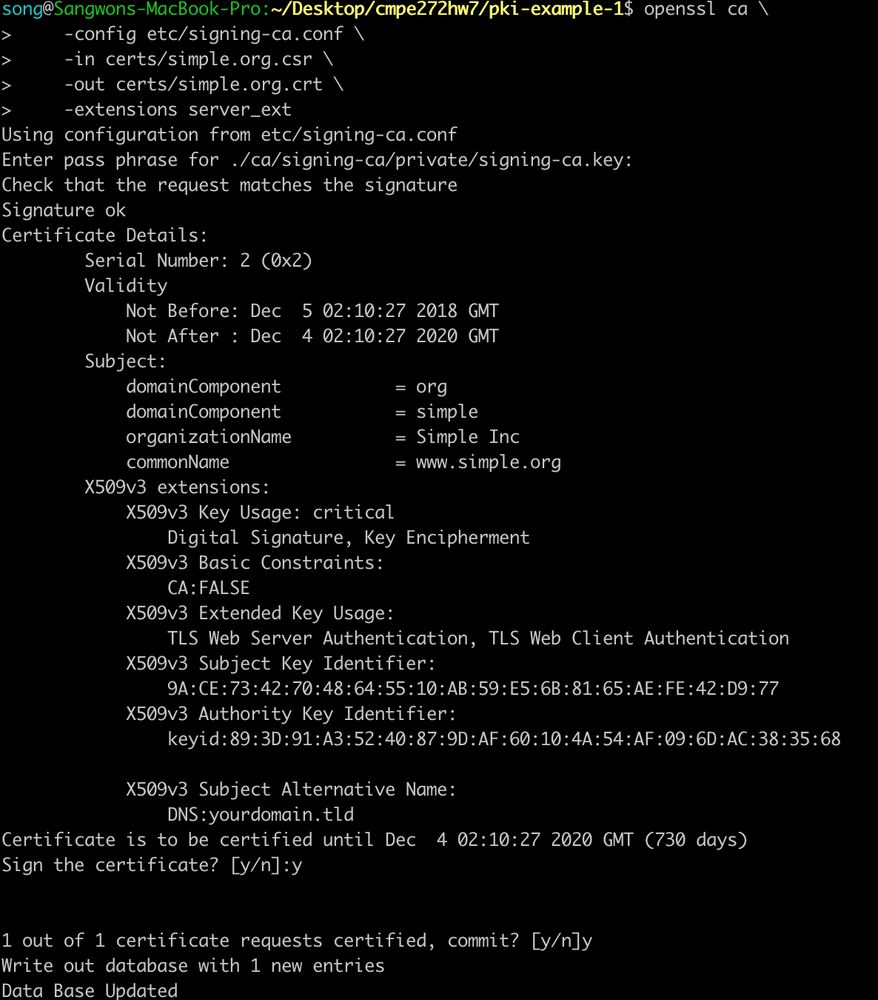 song@Sangwons-MacBook-Pro:~/Desktop/cmpe272hw7/pki-example-1$ openssl ca \
>     -config etc/signing-ca.conf \
>     -in certs/simple.org.csr \
>     -out certs/simple.org.crt \
>     -extensions server_ext
Using configuration from etc/signing-ca.conf
Enter pass phrase for ./ca/signing-ca/private/signing-ca.key:
Check that the request matches the signature
Signature ok
Certificate Details:
        Serial Number: 2 (0x2)
        Validity
            Not Before: Dec  5 02:10:27 2018 GMT
            Not After : Dec  4 02:10:27 2020 GMT
        Subject:
            domainComponent           = org
            domainComponent           = simple
            organizationName          = Simple Inc
            commonName                = www.simple.org
        X509v3 extensions:
            X509v3 Key Usage: critical
                Digital Signature, Key Encipherment
            X509v3 Basic Constraints:
                CA:FALSE
            X509v3 Extended Key Usage:
                TLS Web Server Authentication, TLS Web Client Authentication
            X509v3 Subject Key Identifier:
                9A:CE:73:42:70:48:64:55:10:AB:59:E5:6B:81:65:AE:FE:42:D9:77
            X509v3 Authority Key Identifier:
                keyid:89:3D:91:A3:52:40:87:9D:AF:60:10:4A:54:AF:09:6D:AC:38:35:68
            X509v3 Subject Alternative Name:
                DNS:yourdomain.tld
Certificate is to be certified until Dec  4 02:10:27 2020 GMT (730 days)
Sign the certificate? [y/n]:y
1 out of 1 certificate requests certified, commit? [y/n]y
Write out database with 1 new entries
Data Base Updated